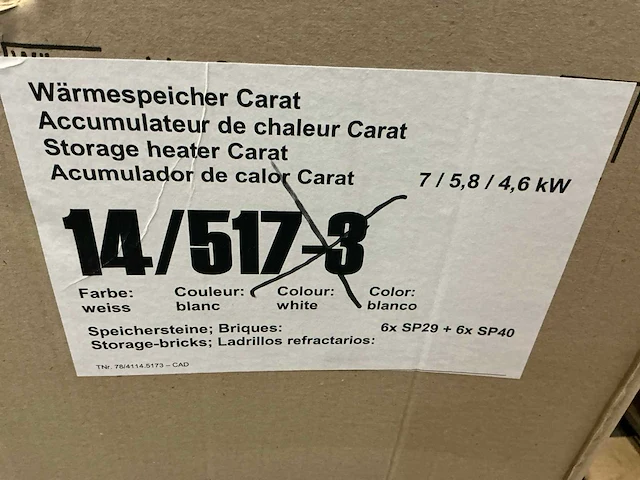 Wärmespeicher Carat
Accumulateur de chaleur Carat
Storage heater Carat
Acumulador de calor Carat 7 / 5,8 / 4,6 kW
14/517-3
Farbe: Couleur: Colour: Color:
weiss blanc white blanco
Speichersteine; Briques: 6x SP29 + 6x SP40
Storage-bricks; Ladrillos refractarios:
TNr. 78/4114.5173 – CAD